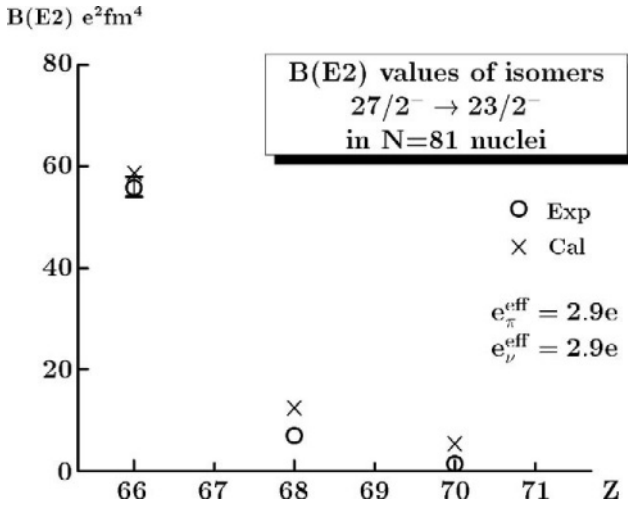 B(E2) e²fm⁴
80
B(E2) values of isomers
27/2⁻ → 23/2⁻
in N=81 nuclei
60
Exp
Cal
40
e_π^eff = 2.9e
e_ν^eff = 2.9e
20
0
66 67 68 69 70 71 Z